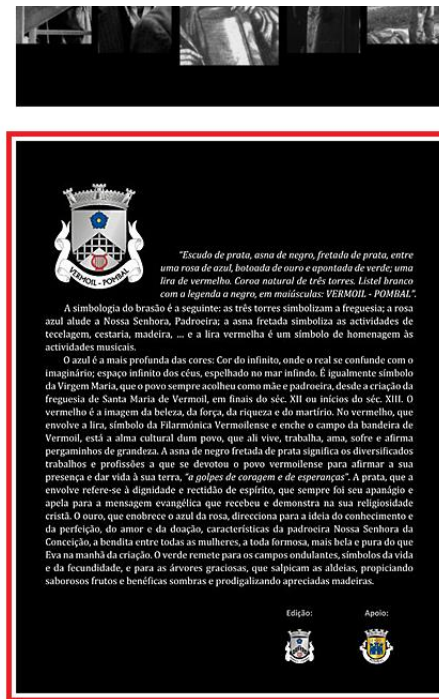 VERMOIL - POMBAL
"Escudo de prata, asna de negro, fretada de prata, entre
uma rosa de azul, botoada de ouro e apontada de verde; uma
lira de vermelho. Coroa natural de três torres. Listel branco
com a legenda a negro, em maiúsculas: VERMOIL - POMBAL".
A simbologia do brasão é a seguinte: as três torres simbolizam a freguesia; a rosa
azul alude a Nossa Senhora, Padroeira; a asna fretada simboliza as actividades de
tecelagem, cestaria, madeira, ... e a lira vermelha é um símbolo de homenagem às
actividades musicais.
O azul é a mais profunda das cores: Cor do infinito, onde o real se confunde com o
imaginário; espaço infinito dos céus, espelhado no mar infindo. É igualmente símbolo
da Virgem Maria, que o povo sempre acolheu como mãe e padroeira, desde a criação da
freguesia de Santa Maria de Vermoil, em finais do séc. XII ou inícios do séc. XIII. O
vermelho é a imagem da beleza, da força, da riqueza e do martírio. No vermelho, que
envolve a lira, símbolo da Filarmónica Vermoilense e enche o campo da bandeira de
Vermoil, está a alma cultural dum povo, que ali vive, trabalha, ama, sofre e afirma
pergaminhos de grandeza. A asna de negro fretada de prata significa os diversificados
trabalhos e profissões a que se devotou o povo vermoilense para afirmar a sua
presença e dar vida à sua terra, "a golpes de coragem e de esperanças". A prata, que a
envolve refere-se à dignidade e rectidão de espírito, que sempre foi seu apanágio e
apela para a mensagem evangélica que recebeu e demonstra na sua religiosidade
cristã. O ouro, que enobrece o azul da rosa, direcciona para a ideia do conhecimento e
da perfeição, do amor e da doação, características da padroeira Nossa Senhora da
Conceição, a bendita entre todas as mulheres, a toda formosa, mais bela e pura do que
Eva na manhã da criação. O verde remete para os campos ondulantes, símbolos da vida
e da fecundidade, e para as árvores graciosas, que salpicam as aldeias, propiciando
saborosos frutos e benéficas sombras e prodigalizando apreciadas madeiras.
Edição: Apoio: